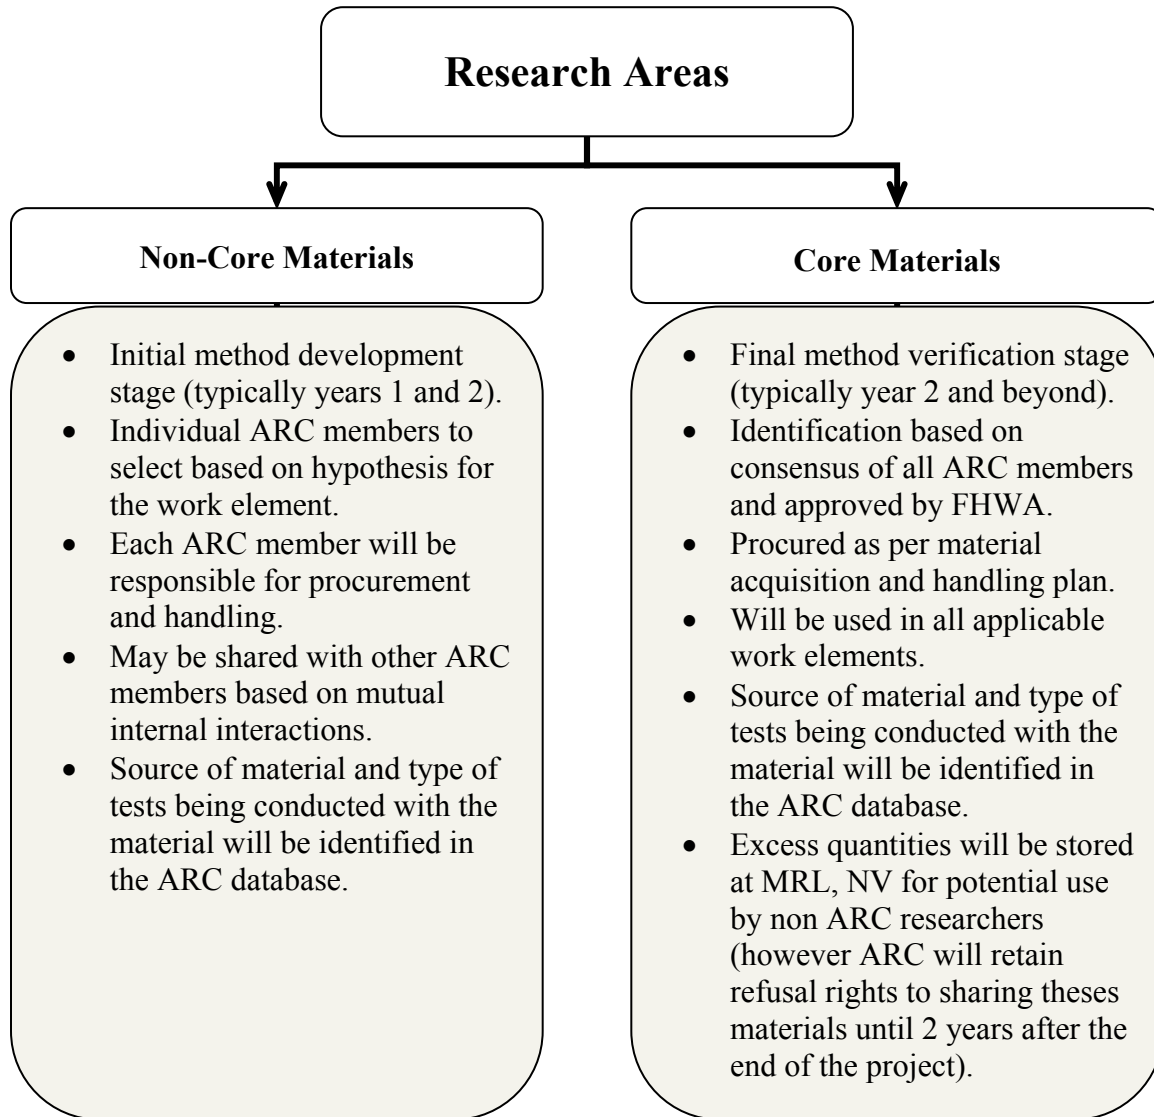 Research Areas
Non-Core Materials
• Initial method development
stage (typically years 1 and 2).
• Individual ARC members to
select based on hypothesis for
the work element.
• Each ARC member will be
responsible for procurement
and handling.
• May be shared with other ARC
members based on mutual
internal interactions.
• Source of material and type of
tests being conducted with the
material will be identified in
the ARC database.
Core Materials
• Final method verification stage
(typically year 2 and beyond).
• Identification based on
consensus of all ARC members
and approved by FHWA.
• Procured as per material
acquisition and handling plan.
• Will be used in all applicable
work elements.
• Source of material and type of
tests being conducted with the
material will be identified in
the ARC database.
• Excess quantities will be stored
at MRL, NV for potential use
by non ARC researchers
(however ARC will retain
refusal rights to sharing theses
materials until 2 years after the
end of the project).